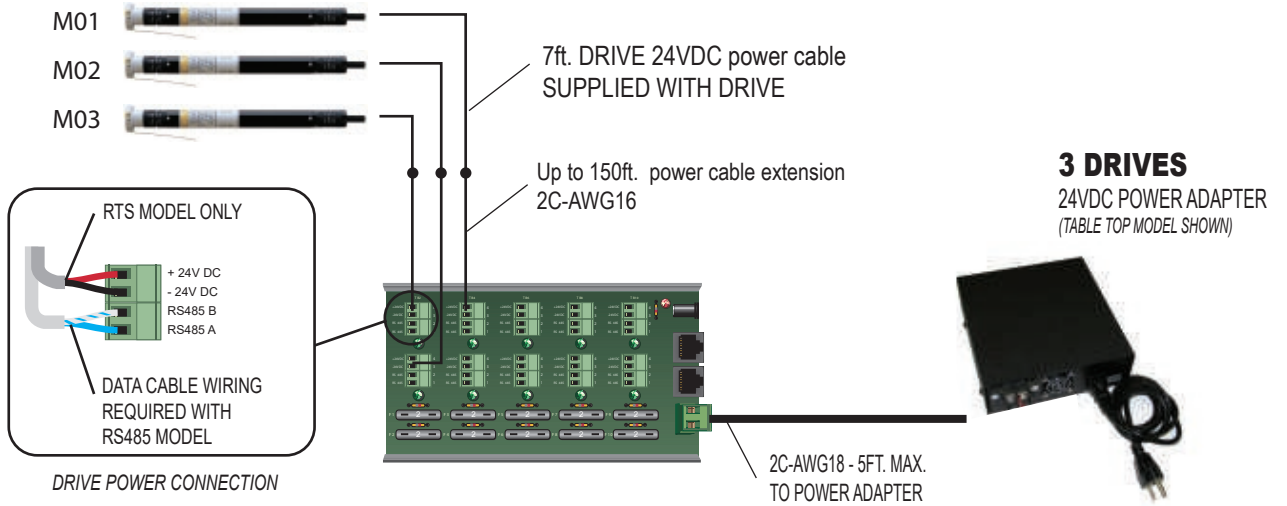 M01
M02
M03
7ft. DRIVE 24VDC power cable
SUPPLIED WITH DRIVE
Up to 150ft. power cable extension
2C-AWG16
3 DRIVES
24VDC POWER ADAPTER
(TABLE TOP MODEL SHOWN)
RTS MODEL ONLY
+ 24V DC
- 24V DC
RS485 B
RS485 A
DATA CABLE WIRING
REQUIRED WITH
RS485 MODEL
DRIVE POWER CONNECTION
2C-AWG18 - 5FT. MAX.
TO POWER ADAPTER